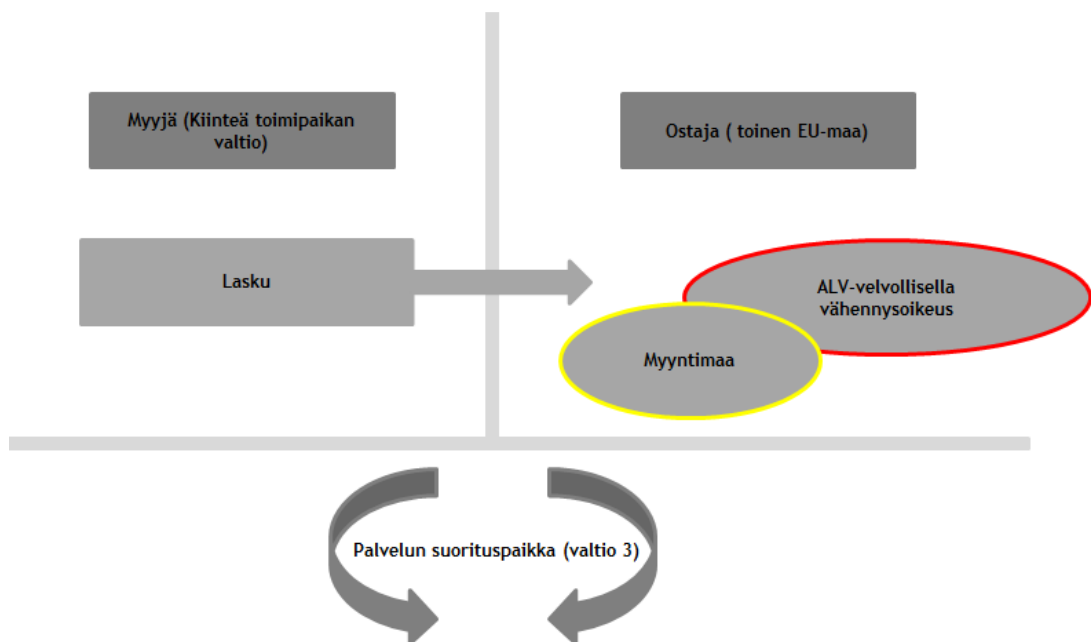 Myyjä (Kiinteä toimipaikan
valtio)
Ostaja ( toinen EU-maa)
Lasku
ALV-velvollisella
vähennysoikeus
Myyntimaa
Palvelun suorituspaikka (valtio 3)